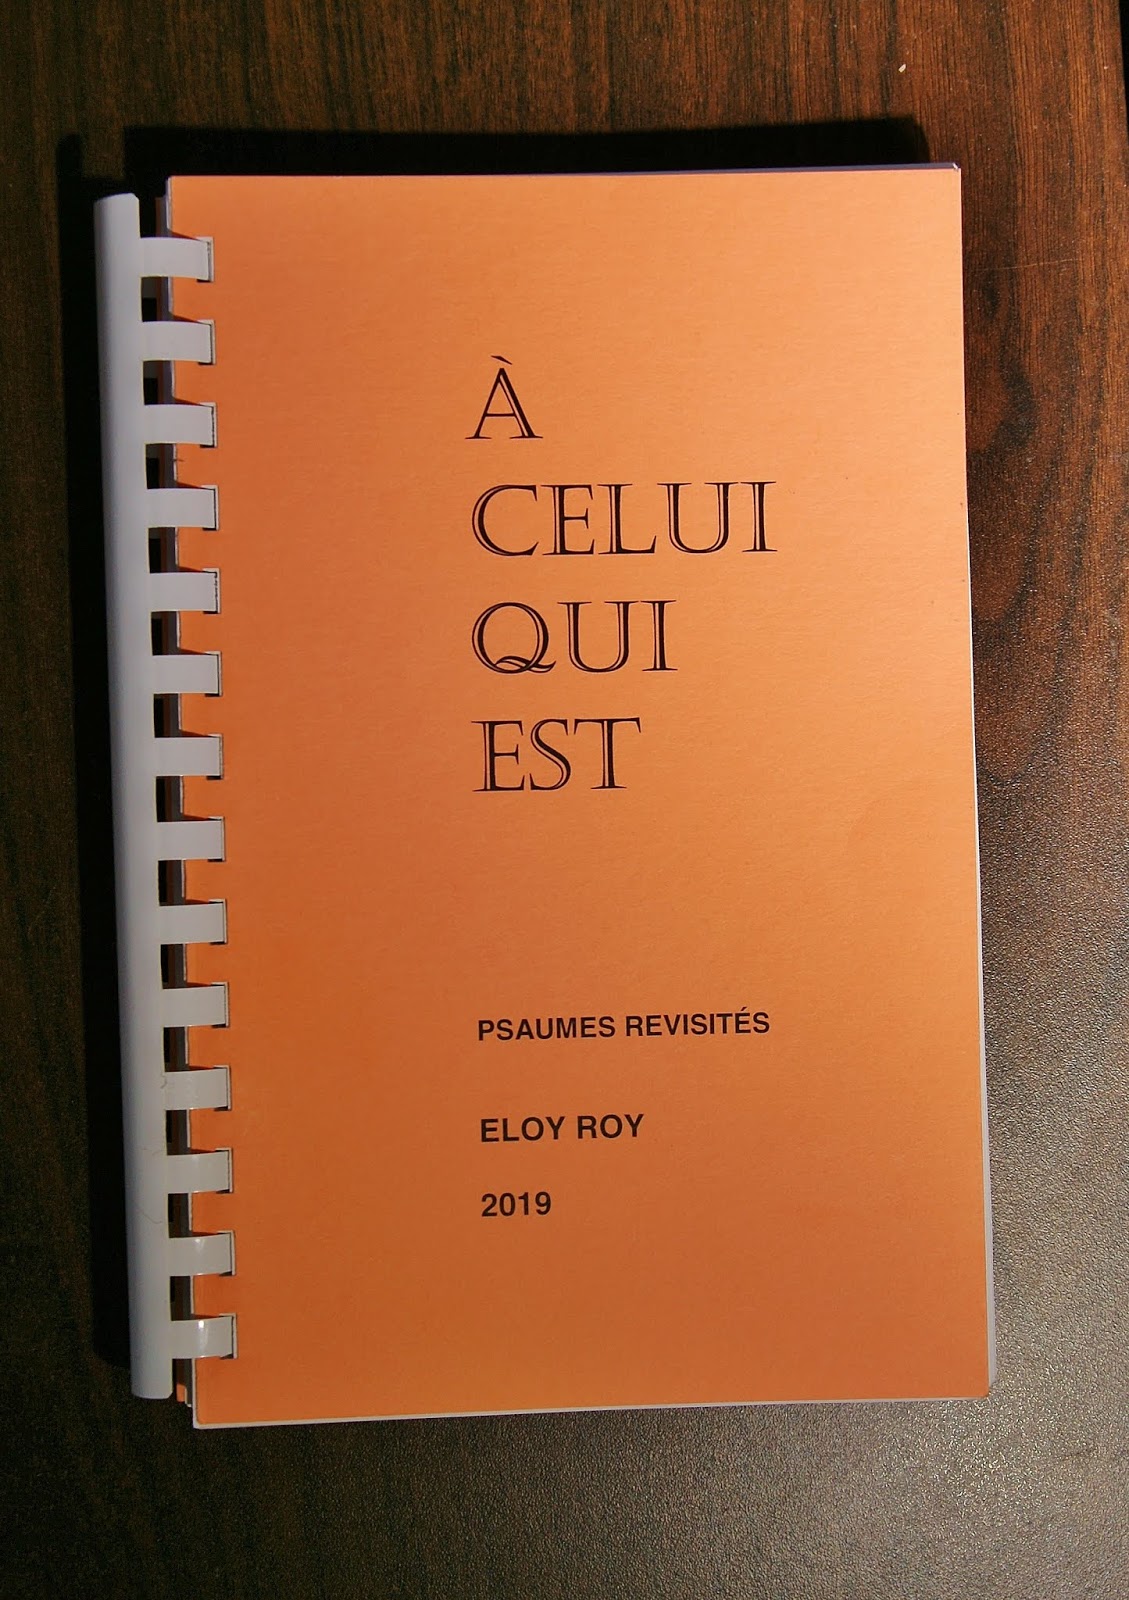 À
CELUI
QUI
EST
PSAUMES REVISITÉS
ELOY ROY
2019